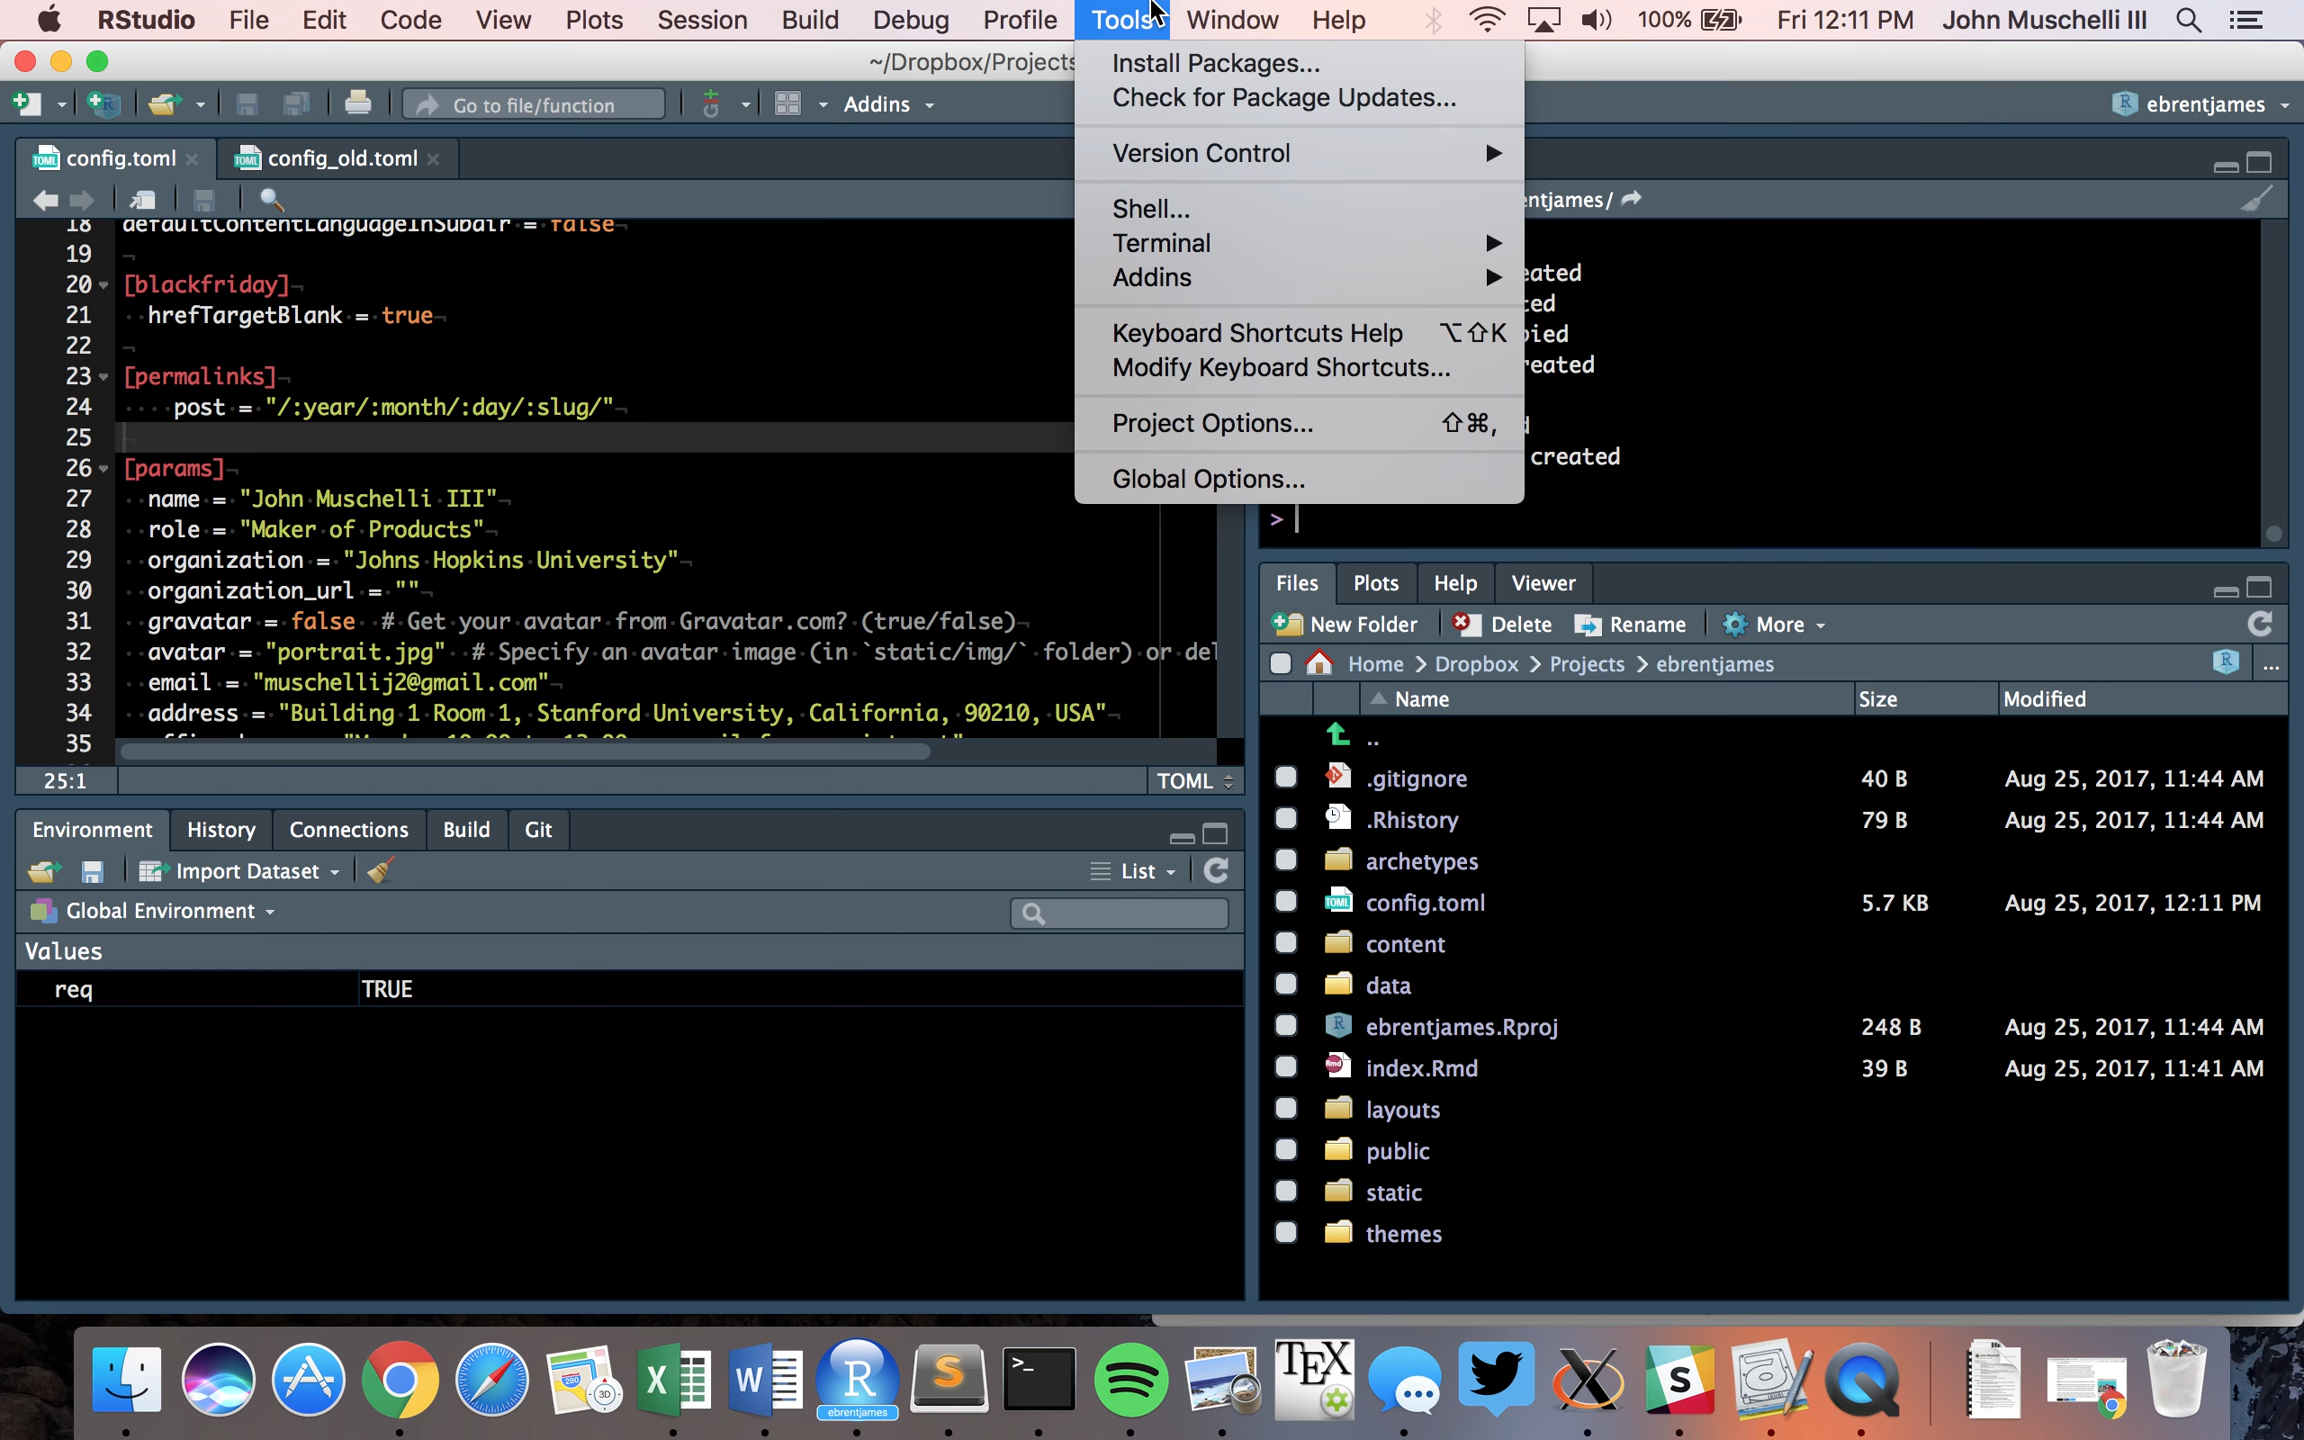 RStudio File Edit Code View Plots Session Build Debug Profile Tools Window Help 100% Fri 12:11 PM John Muschelli III
~/Dropbox/Projects
Go to file/function Addins ebrentjames
Install Packages...
Check for Package Updates...
Version Control
Shell...
Terminal
Addins
Keyboard Shortcuts Help ⌥⇧K
Modify Keyboard Shortcuts...
Project Options... ⇧⌘,
Global Options...
config.toml config_old.toml
18 defaultContentLanguageInSubdir = false
19
20 [blackfriday]
21 hrefTargetBlank = true
22
23 [permalinks]
24 post = "/:year/:month/:day/:slug/"
25
26 [params]
27 name = "John Muschelli III"
28 role = "Maker of Products"
29 organization = "Johns Hopkins University"
30 organization_url = ""
31 gravatar = false # Get your avatar from Gravatar.com? (true/false)
32 avatar = "portrait.jpg" # Specify an avatar image (in `static/img/` folder) or del
33 email = "muschellij2@gmail.com"
34 address = "Building 1 Room 1, Stanford University, California, 90210, USA"
35
25:1 TOML
entjames/
eated
ted
pied
reated
d
created
>
Environment History Connections Build Git
Import Dataset List
Global Environment
Values
req TRUE
Files Plots Help Viewer
New Folder Delete Rename More
Home Dropbox Projects ebrentjames ...
Name Size Modified
..
.gitignore 40 B Aug 25, 2017, 11:44 AM
.Rhistory 79 B Aug 25, 2017, 11:44 AM
archetypes
config.toml 5.7 KB Aug 25, 2017, 12:11 PM
content
data
ebrentjames.Rproj 248 B Aug 25, 2017, 11:44 AM
index.Rmd 39 B Aug 25, 2017, 11:41 AM
layouts
public
static
themes
280 3D X W R S >_ TEX X S
ebrentjames